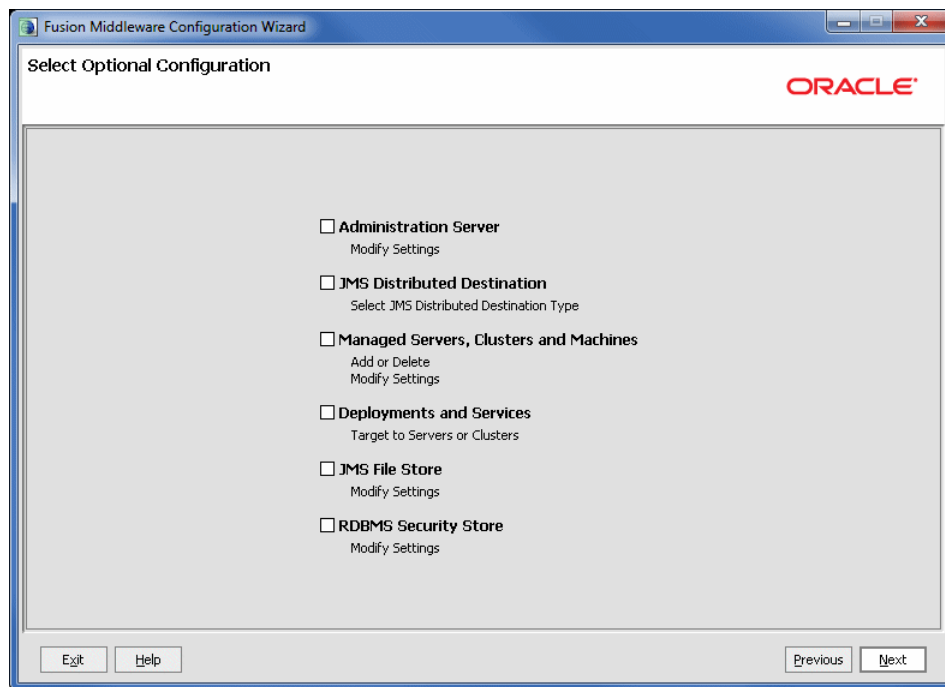 Fusion Middleware Configuration Wizard
Select Optional Configuration
ORACLE
Administration Server
Modify Settings
JMS Distributed Destination
Select JMS Distributed Destination Type
Managed Servers, Clusters and Machines
Add or Delete
Modify Settings
Deployments and Services
Target to Servers or Clusters
JMS File Store
Modify Settings
RDBMS Security Store
Modify Settings
Exit Help Previous Next